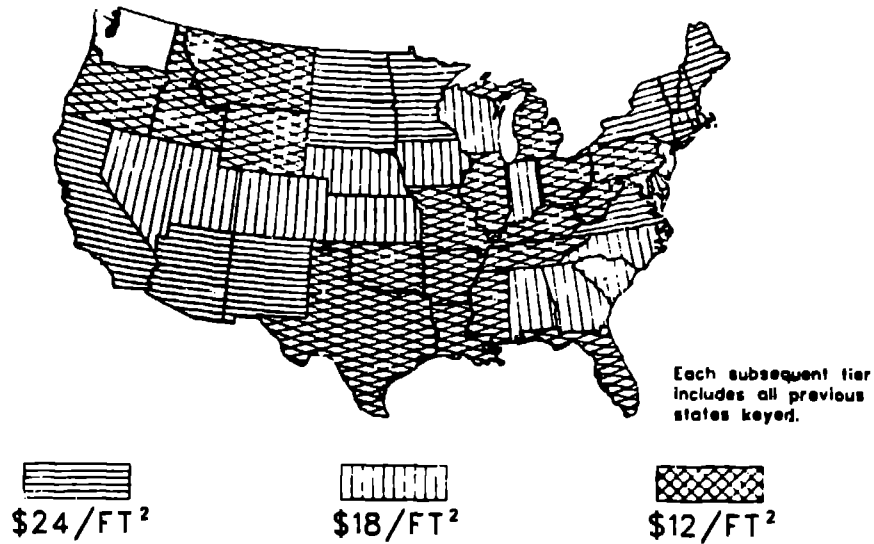 Each subsequent tier
includes all previous
states keyed.
$24/FT²
$18/FT²
$12/FT²